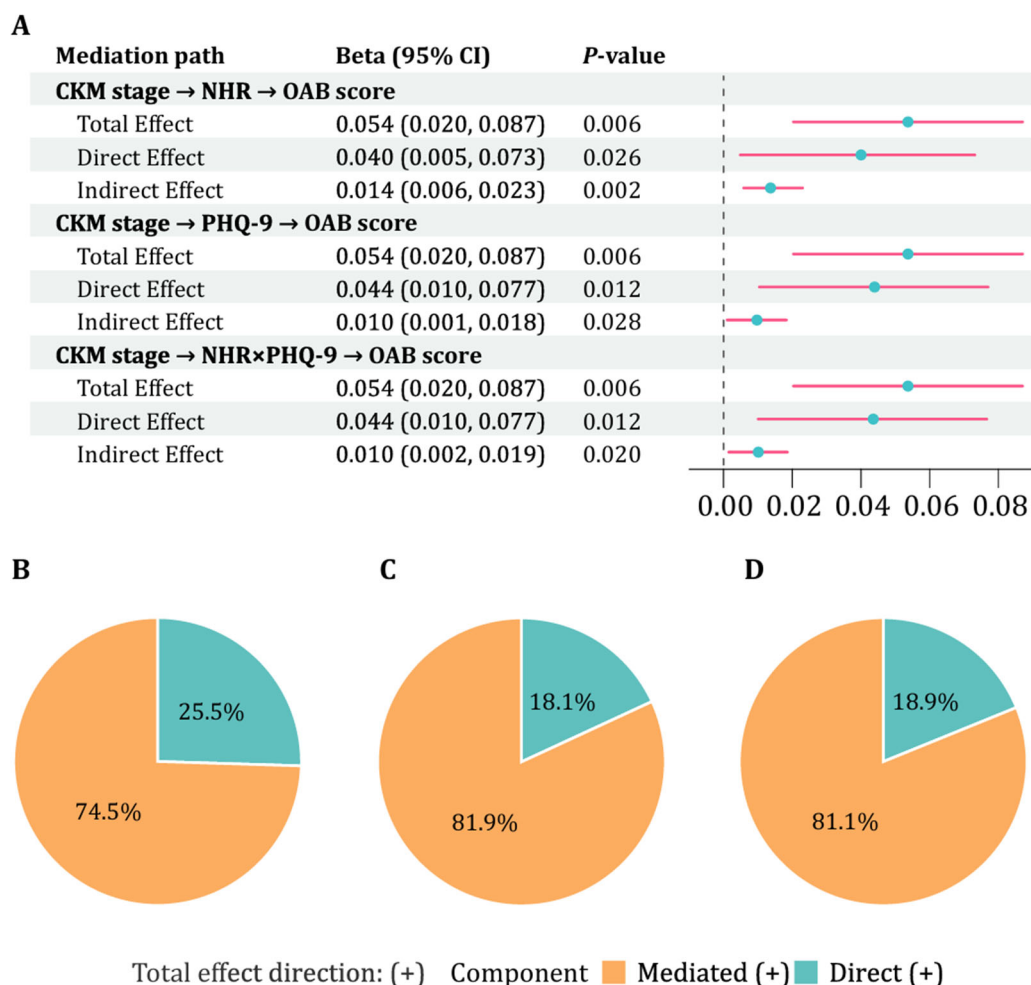 A
Mediation path Beta (95% CI) P-value
CKM stage → NHR → OAB score
Total Effect 0.054 (0.020, 0.087) 0.006
Direct Effect 0.040 (0.005, 0.073) 0.026
Indirect Effect 0.014 (0.006, 0.023) 0.002
CKM stage → PHQ-9 → OAB score
Total Effect 0.054 (0.020, 0.087) 0.006
Direct Effect 0.044 (0.010, 0.077) 0.012
Indirect Effect 0.010 (0.001, 0.018) 0.028
CKM stage → NHR×PHQ-9 → OAB score
Total Effect 0.054 (0.020, 0.087) 0.006
Direct Effect 0.044 (0.010, 0.077) 0.012
Indirect Effect 0.010 (0.002, 0.019) 0.020
0.00 0.02 0.04 0.06 0.08
B C D
25.5% 18.1% 18.9%
74.5% 81.9% 81.1%
Total effect direction: (+) Component Mediated (+) Direct (+)